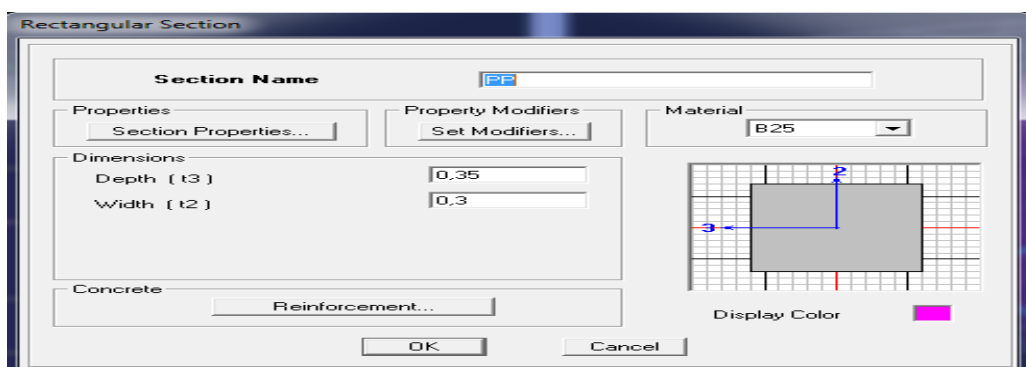 Rectangular Section
Section Name PP
Properties Property Modifiers Material
Section Properties... Set Modifiers... B25
Dimensions
Depth ( t3 ) 0,35
Width ( t2 ) 0,3
2
3
Concrete
Reinforcement...
Display Color
OK Cancel